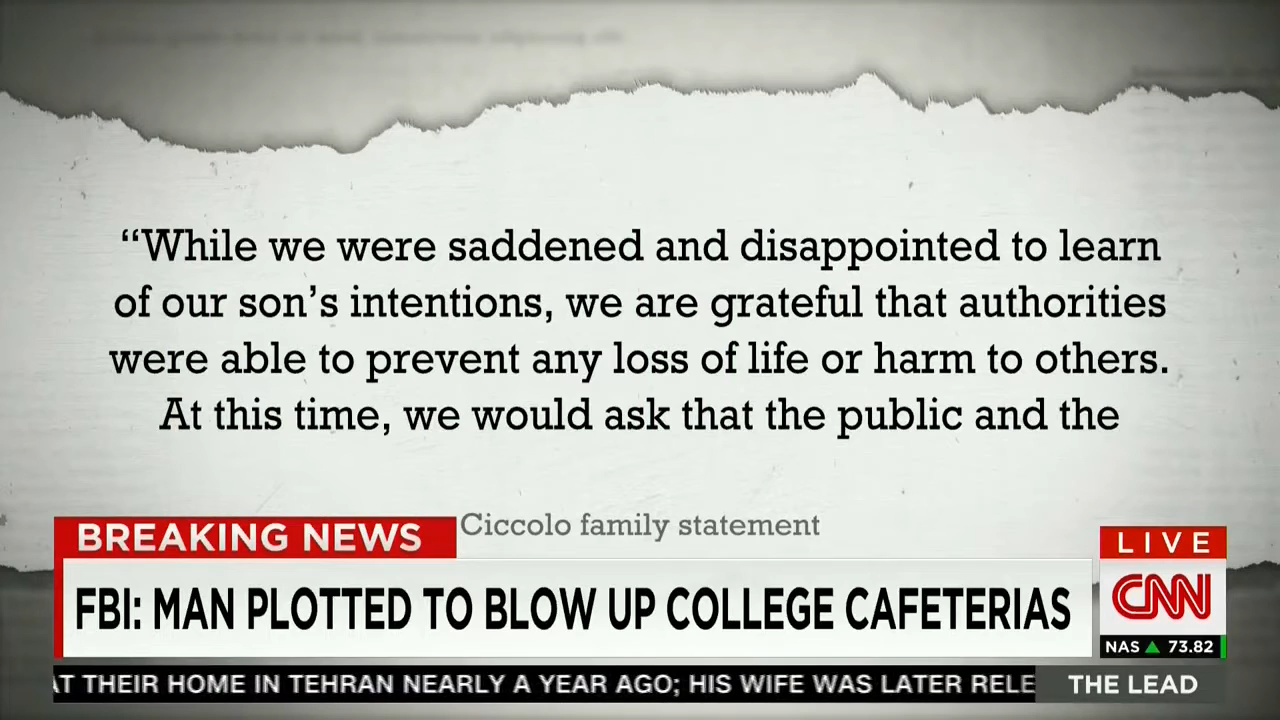 “While we were saddened and disappointed to learn
of our son’s intentions, we are grateful that authorities
were able to prevent any loss of life or harm to others.
At this time, we would ask that the public and the
Ciccolo family statement
BREAKING NEWS
FBI: MAN PLOTTED TO BLOW UP COLLEGE CAFETERIAS
LIVE
CNN
NAS ▲ 73.82
AT THEIR HOME IN TEHRAN NEARLY A YEAR AGO; HIS WIFE WAS LATER RELE
THE LEAD